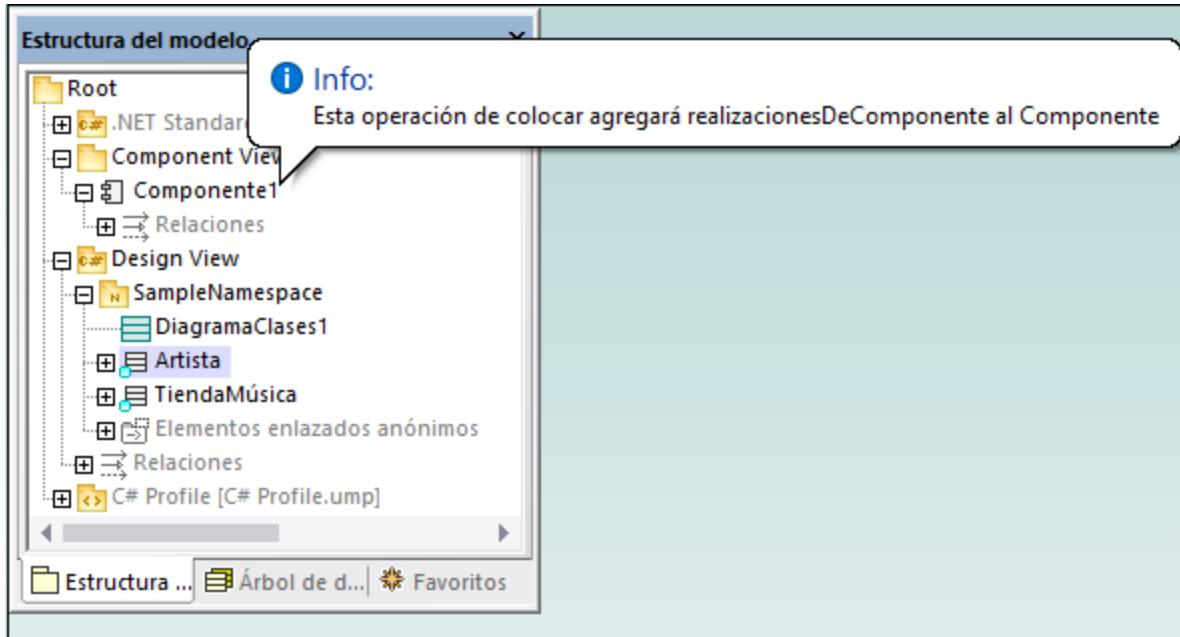 Estructura del modelo
Info:
Esta operación de colocar agregará realizacionesDeComponente al Componente
Root
.NET Standar
Component View
Componente1
Relaciones
Design View
SampleNamespace
DiagramaClases1
Artista
TiendaMúsica
Elementos enlazados anónimos
Relaciones
C# Profile [C# Profile.ump]
Estructura ... Árbol de d... Favoritos